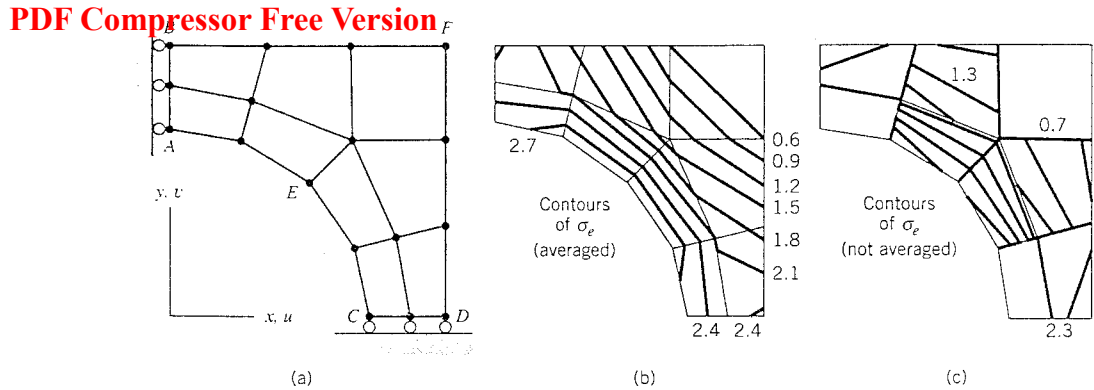 PDF Compressor Free Version
B
F
A
E
y, v
x, u
C
D
(a)
2.7
Contours
of σₑ
(averaged)
0.6
0.9
1.2
1.5
1.8
2.1
2.4 2.4
(b)
1.3
0.7
Contours
of σₑ
(not averaged)
2.3
(c)